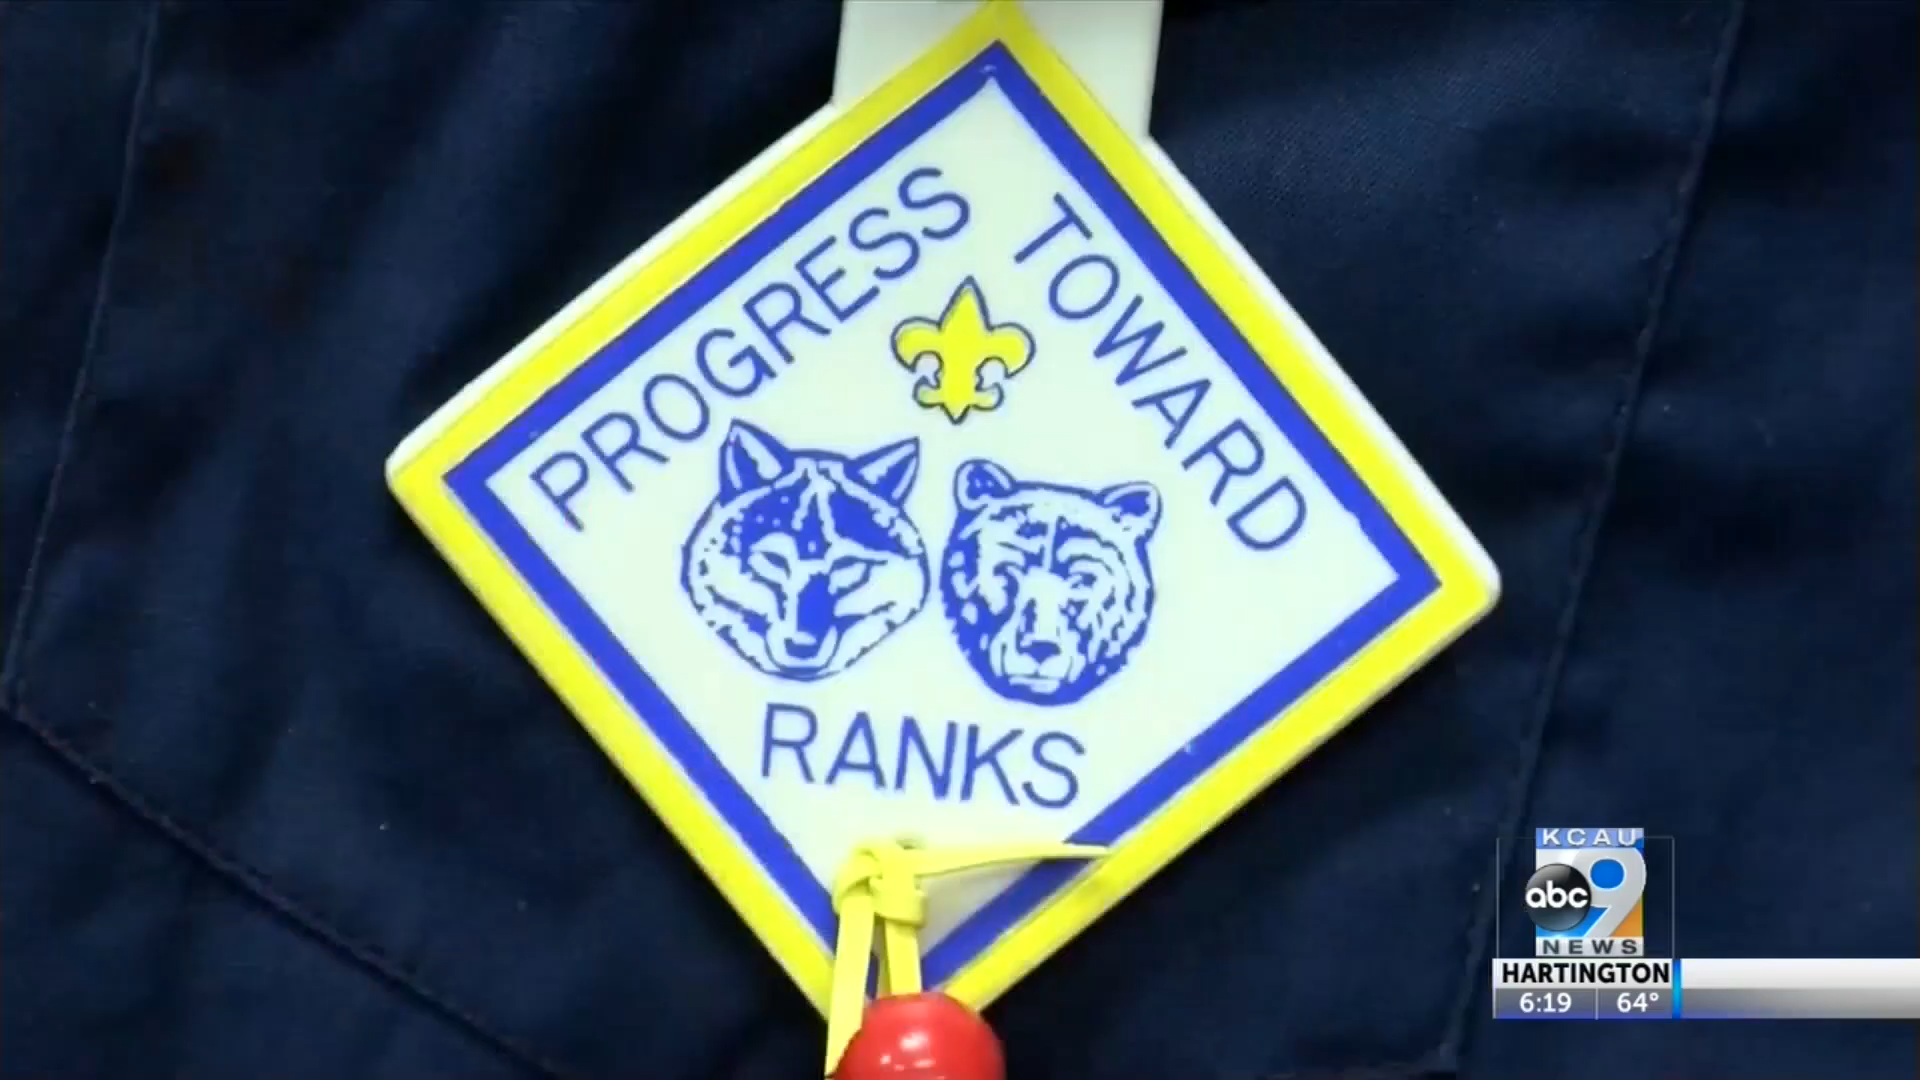 PROGRESS
TOWARD
RANKS
KCAU
abc 9
NEWS
HARTINGTON
6:19 64°